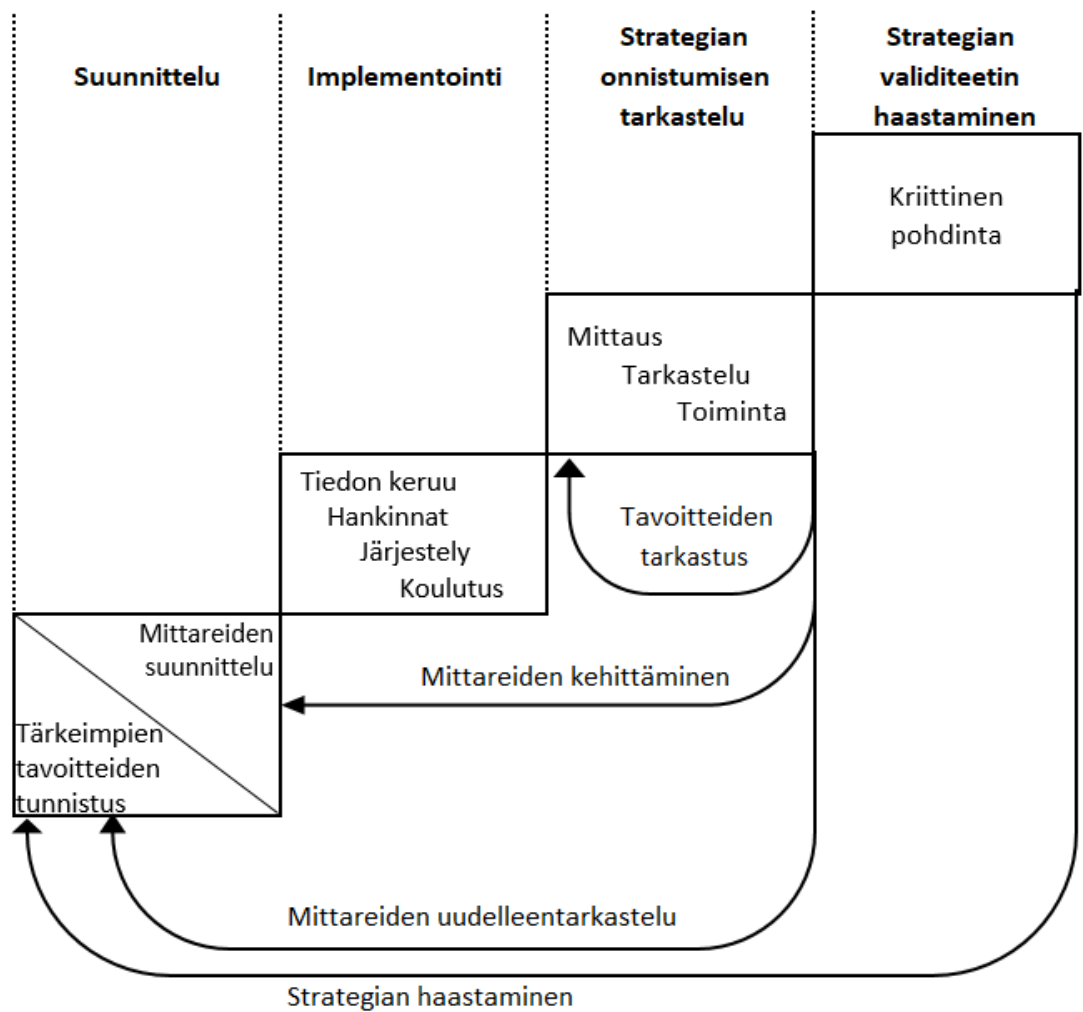 Suunnittelu
Implementointi
Strategian
onnistumisen
tarkastelu
Strategian
validiteetin
haastaminen
Kriittinen
pohdinta
Mittaus
Tarkastelu
Toiminta
Tiedon keruu
Hankinnat
Järjestely
Koulutus
Tavoitteiden
tarkastus
Mittareiden
suunnittelu
Mittareiden kehittäminen
Tärkeimpien
tavoitteiden
tunnistus
Mittareiden uudelleentarkastelu
Strategian haastaminen